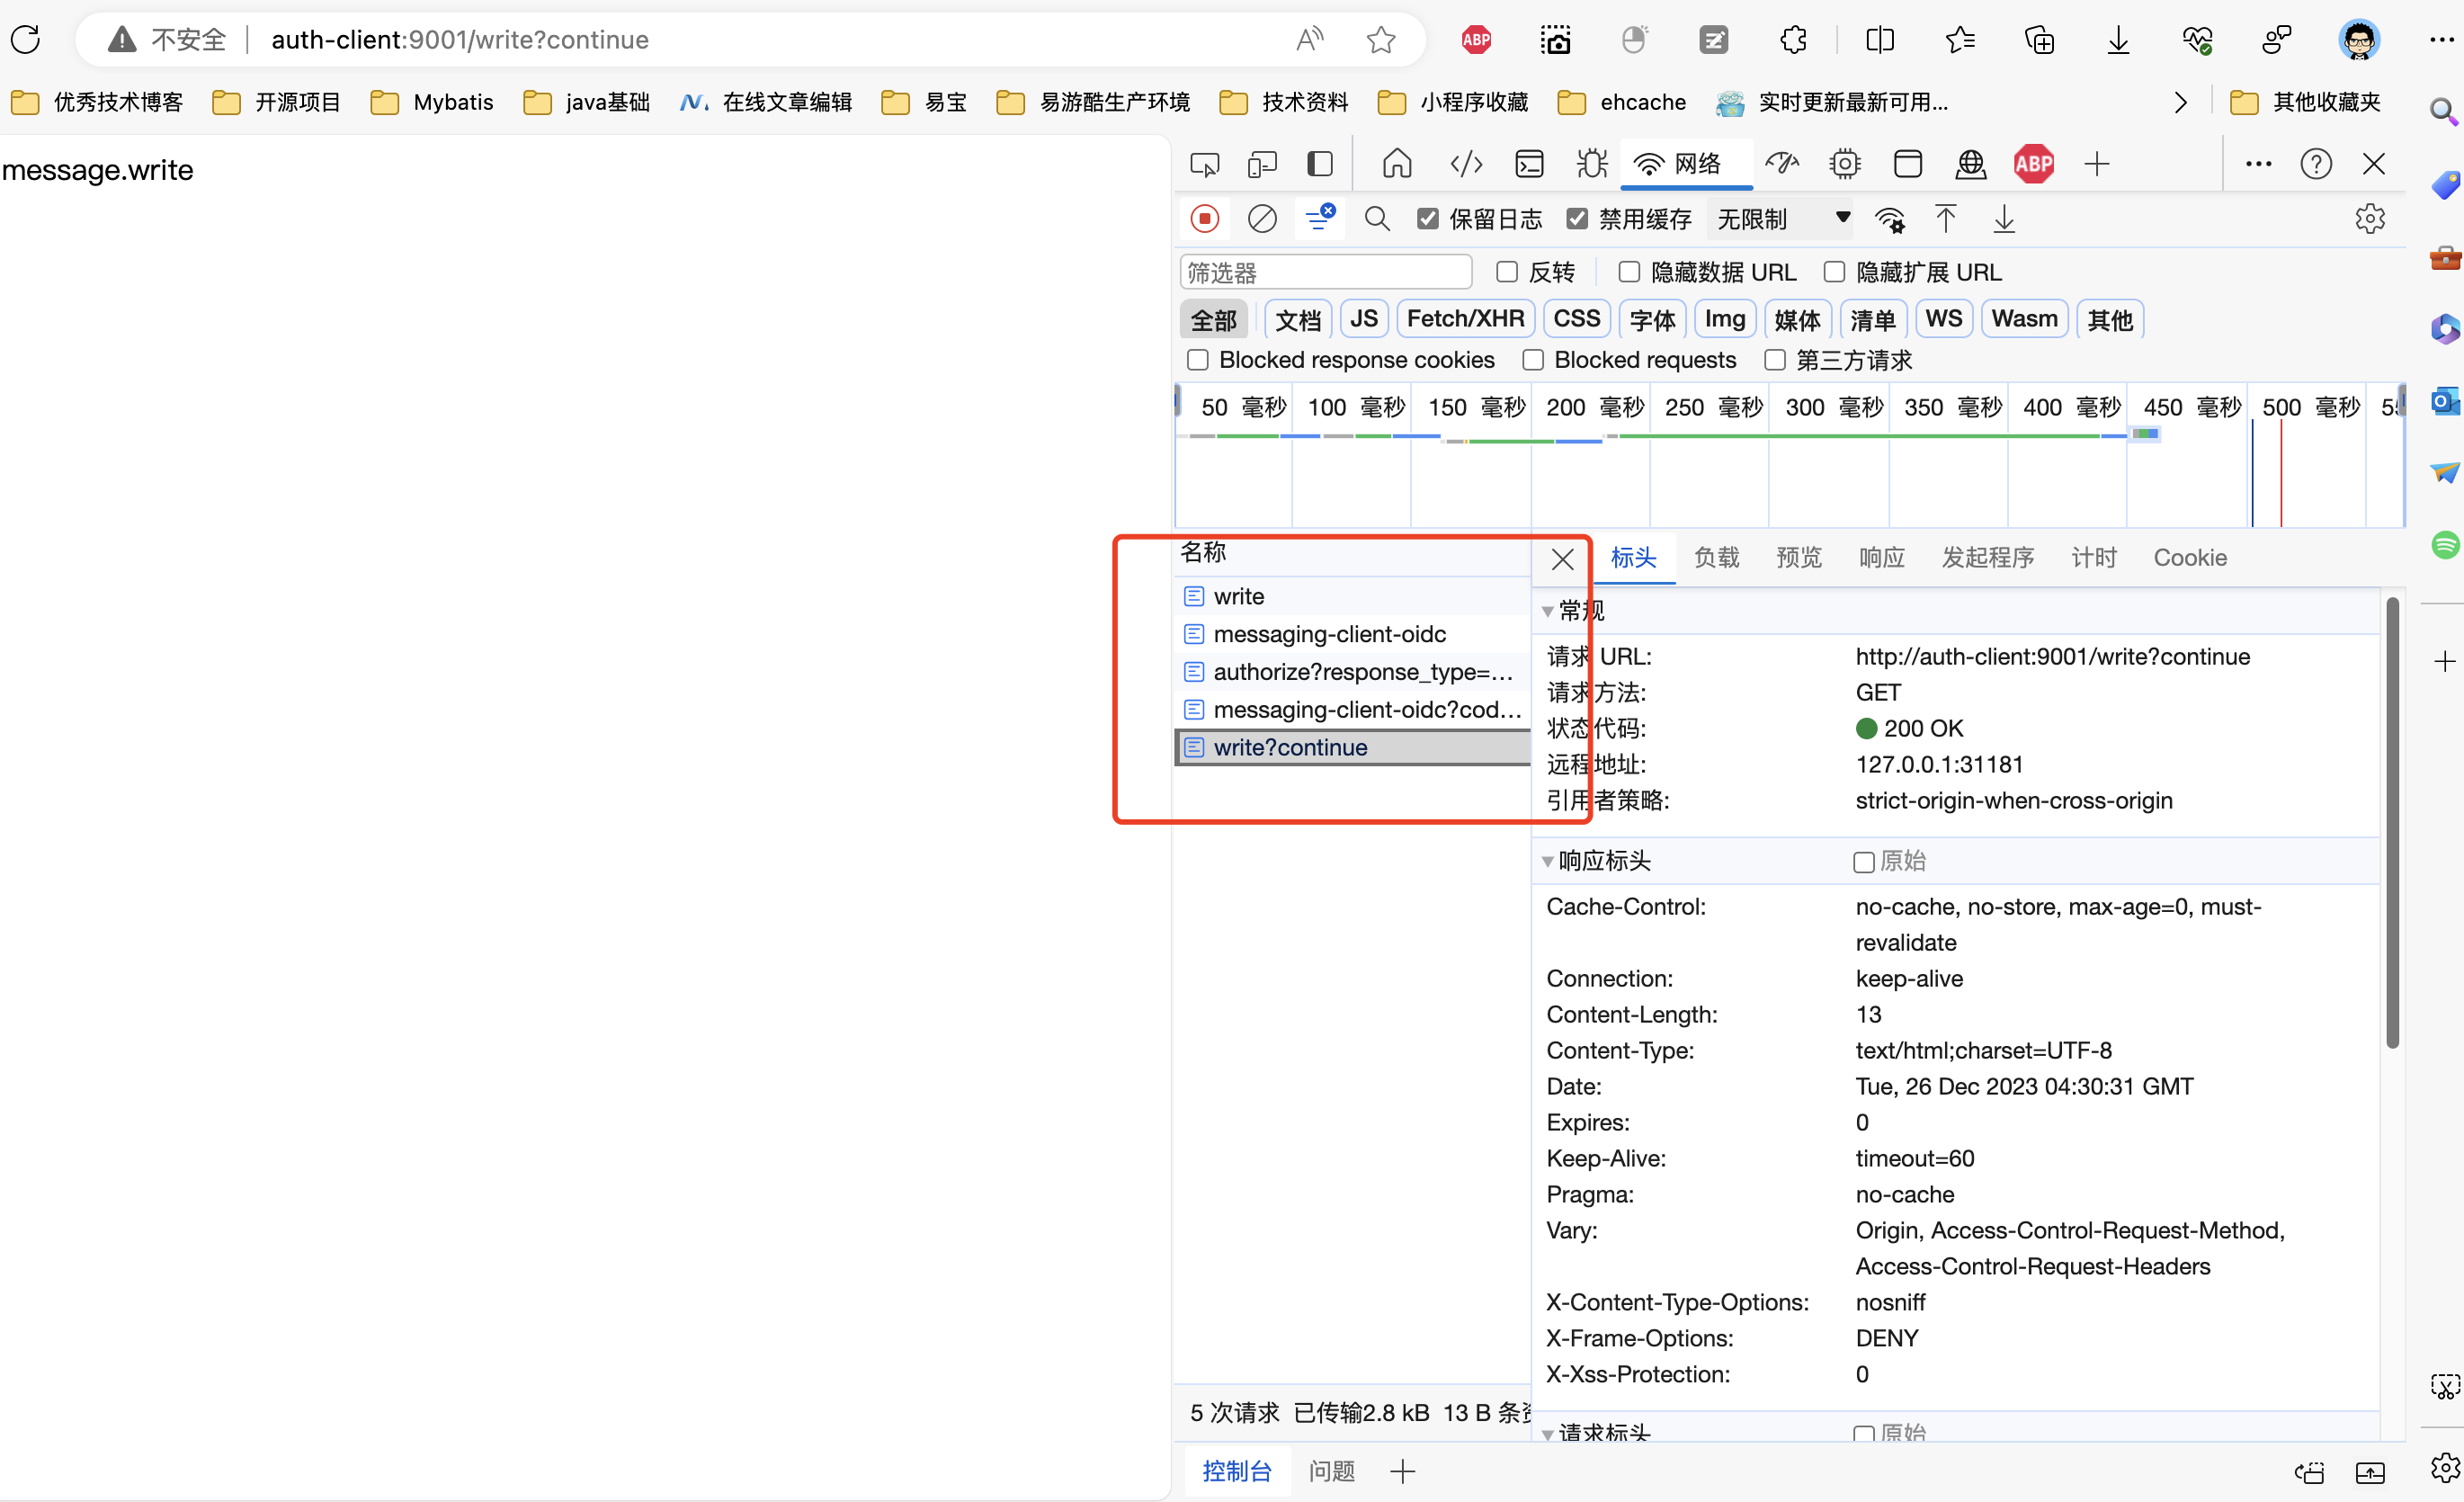 不安全 auth-client:9001/write?continue ABP
优秀技术博客 开源项目 Mybatis java基础 在线文章编辑 易宝 易游酷生产环境 技术资料 小程序收藏 ehcache 实时更新最新可用... 其他收藏夹
message.write
网络 ABP
保留日志 禁用缓存 无限制
筛选器 反转 隐藏数据 URL 隐藏扩展 URL
全部 文档 JS Fetch/XHR CSS 字体 Img 媒体 清单 WS Wasm 其他
Blocked response cookies Blocked requests 第三方请求
50 毫秒 100 毫秒 150 毫秒 200 毫秒 250 毫秒 300 毫秒 350 毫秒 400 毫秒 450 毫秒 500 毫秒
名称
write
messaging-client-oidc
authorize?response_type=...
messaging-client-oidc?cod...
write?continue
标头 负载 预览 响应 发起程序 计时 Cookie
常规
请求 URL: http://auth-client:9001/write?continue
请求方法: GET
状态代码: 200 OK
远程地址: 127.0.0.1:31181
引用者策略: strict-origin-when-cross-origin
响应标头 原始
Cache-Control: no-cache, no-store, max-age=0, must-
revalidate
Connection: keep-alive
Content-Length: 13
Content-Type: text/html;charset=UTF-8
Date: Tue, 26 Dec 2023 04:30:31 GMT
Expires: 0
Keep-Alive: timeout=60
Pragma: no-cache
Vary: Origin, Access-Control-Request-Method,
Access-Control-Request-Headers
X-Content-Type-Options: nosniff
X-Frame-Options: DENY
X-Xss-Protection: 0
请求标头 原始
5 次请求 已传输2.8 kB 13 B 条
控制台 问题